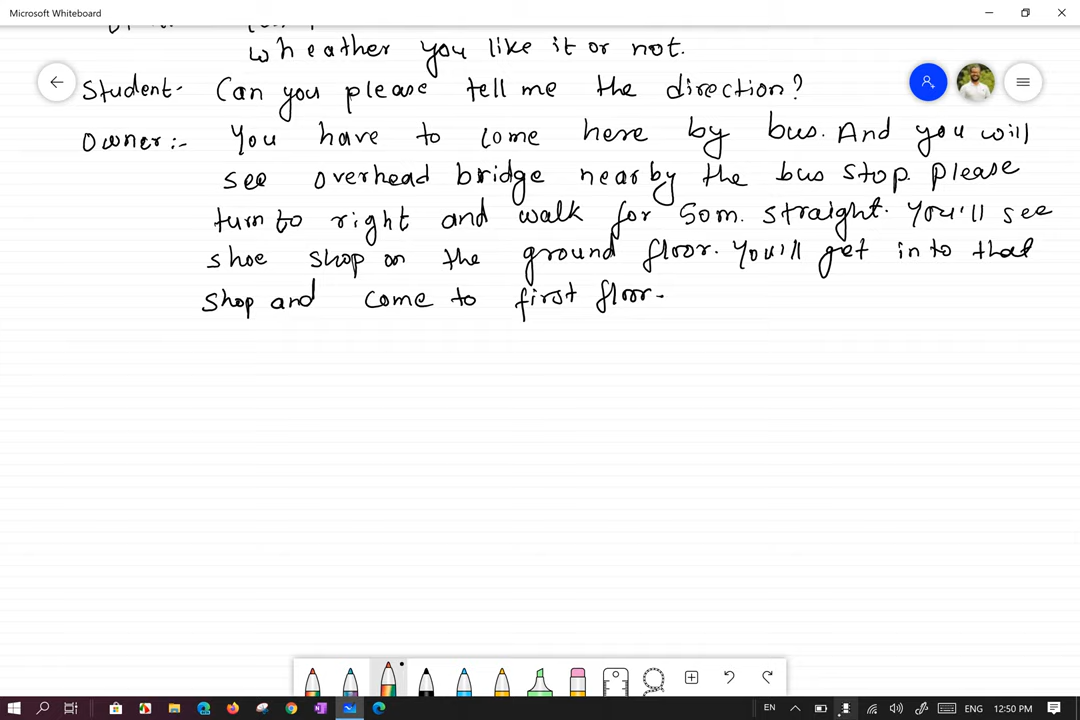 Microsoft Whiteboard
wheather you like it or not.
Student- Can you please tell me the direction?
Owner:- You have to come here by bus. And you will
see overhead bridge nearby the bus stop. Please
turn to right and walk for 50m. straight. You'll see
shoe shop on the ground floor. You'll get in to that
shop and come to first floor.
EN
ENG 12:50 PM